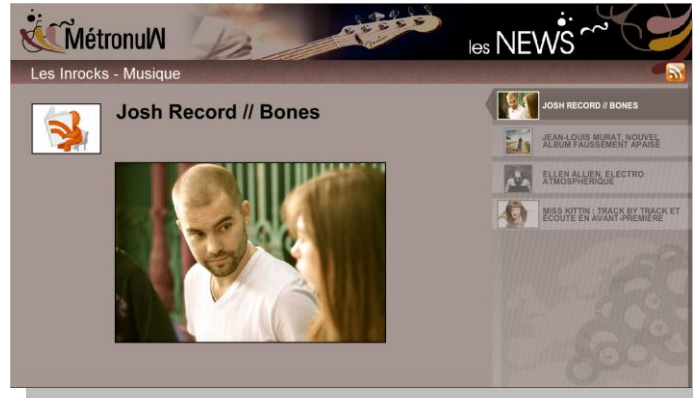 MétronuM
les NEWS
Les Inrocks - Musique
Josh Record // Bones
JOSH RECORD // BONES
JEAN-LOUIS MURAT, NOUVEL
ALBUM FAUSSEMENT APAISÉ
ELLEN ALLIEN, ELECTRO
ATMOSPHÉRIQUE
MISS KITTIN : TRACK BY TRACK ET
ÉCOUTE EN AVANT-PREMIÈRE